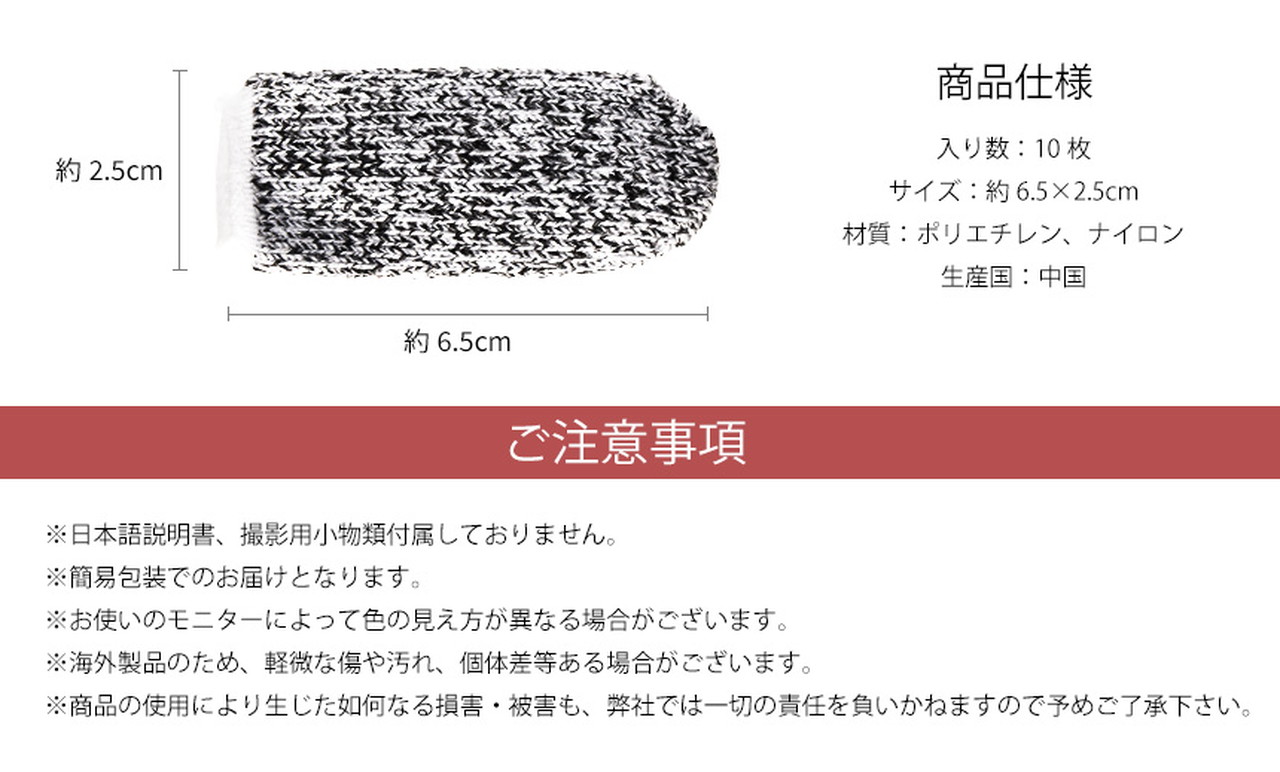 約 2.5cm
約 6.5cm
商品仕様
入り数：10 枚
サイズ：約 6.5×2.5cm
材質：ポリエチレン、ナイロン
生産国：中国
ご注意事項
※日本語説明書、撮影用小物類付属しておりません。
※簡易包装でのお届けとなります。
※お使いのモニターによって色の見え方が異なる場合がございます。
※海外製品のため、軽微な傷や汚れ、個体差等ある場合がございます。
※商品の使用により生じた如何なる損害・被害も、弊社では一切の責任を負いかねますので予めご了承下さい。